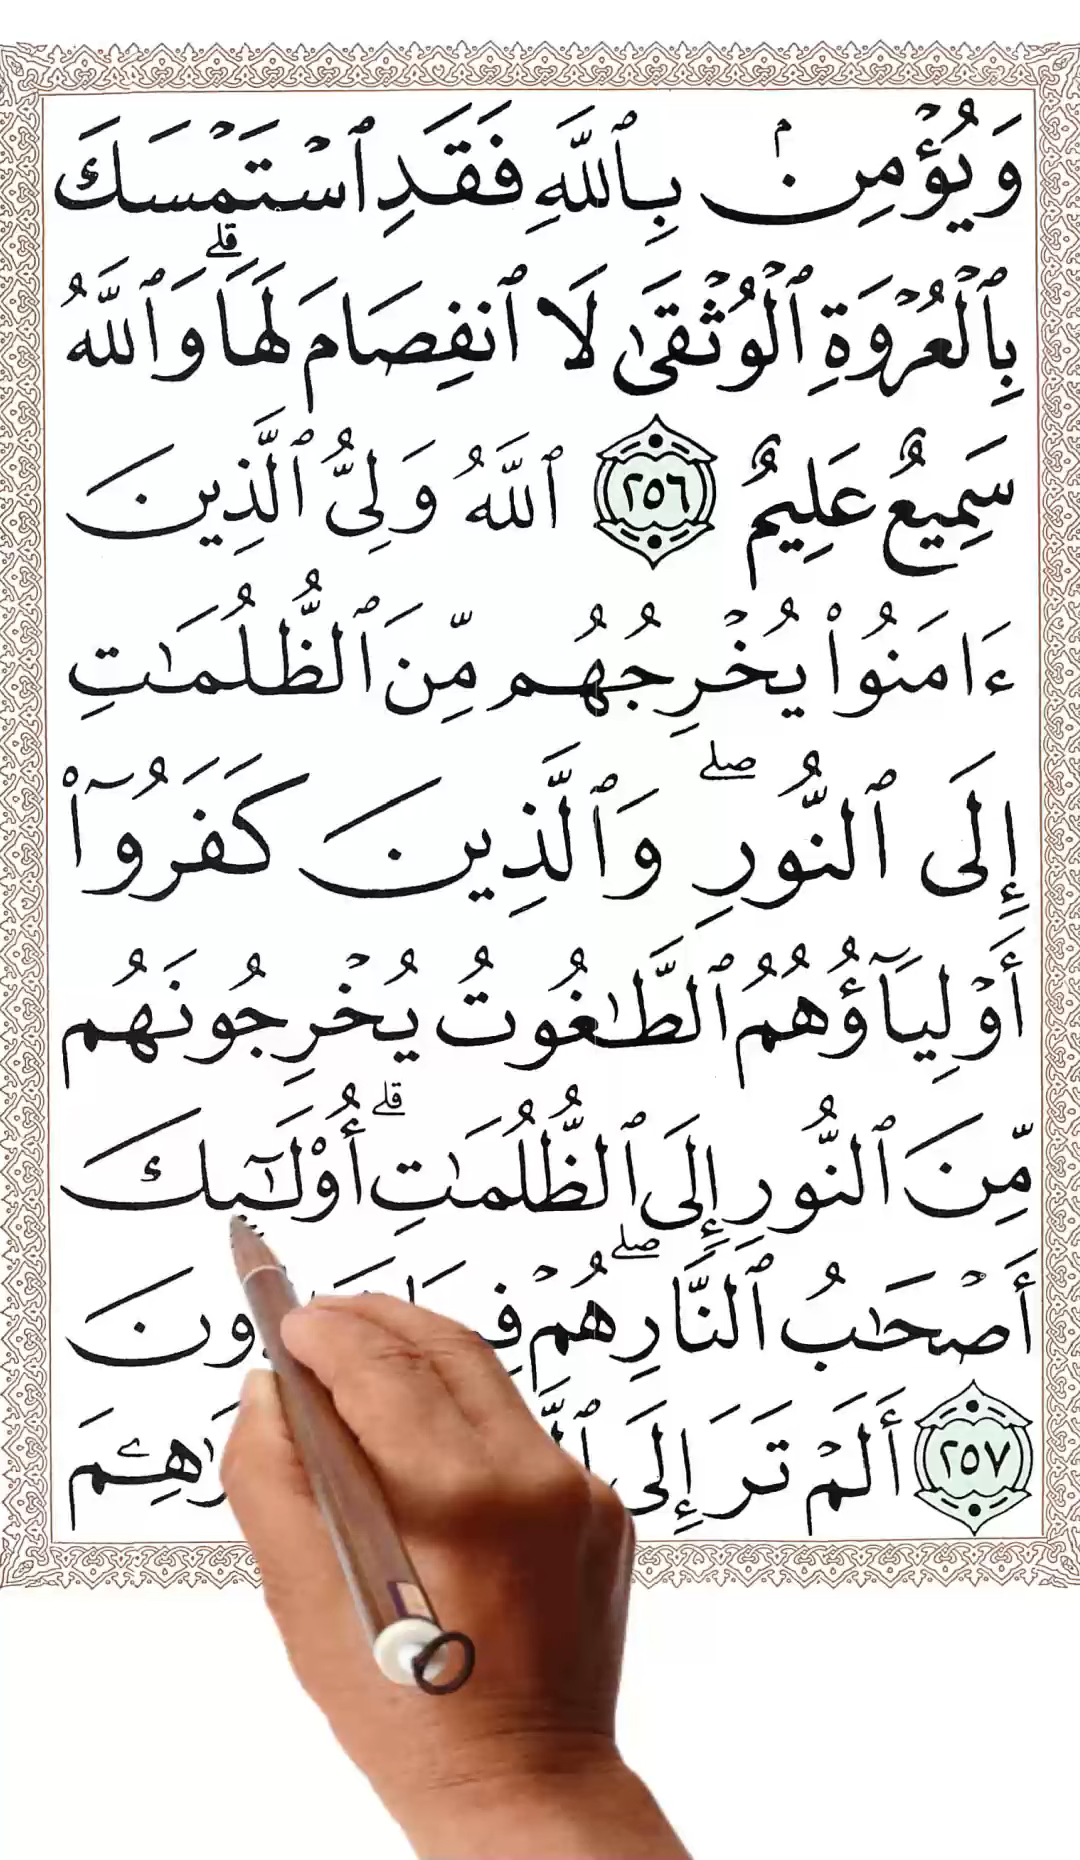 وَيُؤْمِنۢ بِٱللَّهِ فَقَدِ ٱسْتَمْسَكَ
بِٱلْعُرْوَةِ ٱلْوُثْقَىٰ لَا ٱنفِصَامَ لَهَا ۗ وَٱللَّهُ
سَمِيعٌ عَلِيمٌ ٢٥٦ ٱللَّهُ وَلِىُّ ٱلَّذِينَ
ءَامَنُوا۟ يُخْرِجُهُم مِّنَ ٱلظُّلُمَـٰتِ
إِلَى ٱلنُّورِ ۖ وَٱلَّذِينَ كَفَرُوٓا۟
أَوْلِيَآؤُهُمُ ٱلطَّـٰغُوتُ يُخْرِجُونَهُم
مِّنَ ٱلنُّورِ إِلَى ٱلظُّلُمَـٰتِ ۗ أُو۟لَـٰٓئِكَ
أَصْحَـٰبُ ٱلنَّارِ ۖ هُمْ
٢٥٧ أَلَمْ تَرَ إِلَى